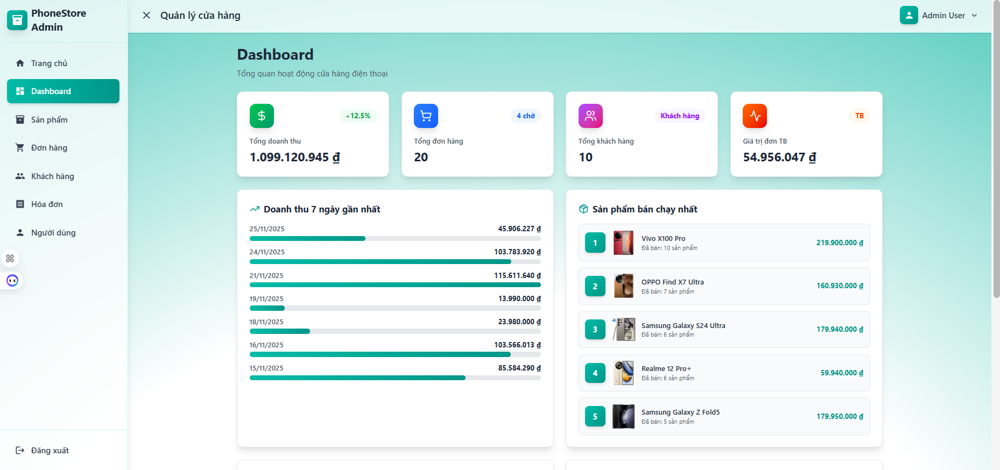 PhoneStore
Admin
Trang chủ
Dashboard
Sản phẩm
Đơn hàng
Khách hàng
Hóa đơn
Người dùng
Đăng xuất
Quản lý cửa hàng
Admin User
Dashboard
Tổng quan hoạt động cửa hàng điện thoại
+12.5%
Tổng doanh thu
1.099.120.945 ₫
4 chờ
Tổng đơn hàng
20
Khách hàng
Tổng khách hàng
10
TB
Giá trị đơn TB
54.956.047 ₫
Doanh thu 7 ngày gần nhất
25/11/2025 45.906.227 ₫
24/11/2025 103.783.920 ₫
21/11/2025 115.611.640 ₫
19/11/2025 13.990.000 ₫
18/11/2025 23.980.000 ₫
16/11/2025 103.566.013 ₫
15/11/2025 85.584.290 ₫
Sản phẩm bán chạy nhất
1
Vivo X100 Pro
Đã bán: 10 sản phẩm
219.900.000 ₫
2
OPPO Find X7 Ultra
Đã bán: 7 sản phẩm
160.930.000 ₫
3
Samsung Galaxy S24 Ultra
Đã bán: 6 sản phẩm
179.940.000 ₫
4
Realme 12 Pro+
Đã bán: 6 sản phẩm
59.940.000 ₫
5
Samsung Galaxy Z Fold5
Đã bán: 5 sản phẩm
179.950.000 ₫